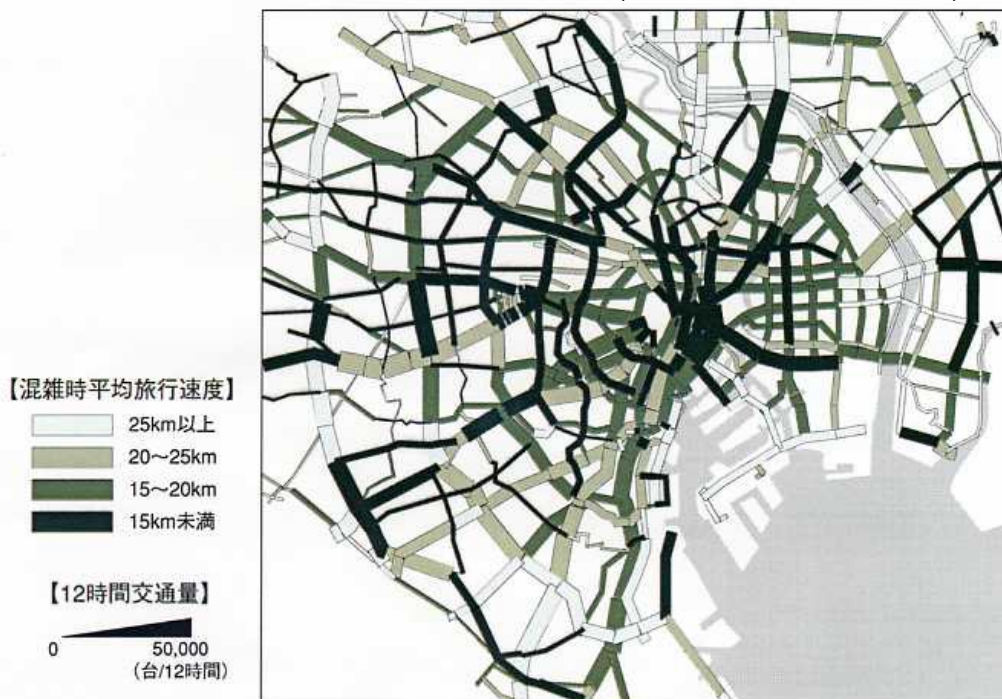 【混雑時平均旅行速度】
25km以上
20〜25km
15〜20km
15km未満
【12時間交通量】
0 50,000
(台/12時間)